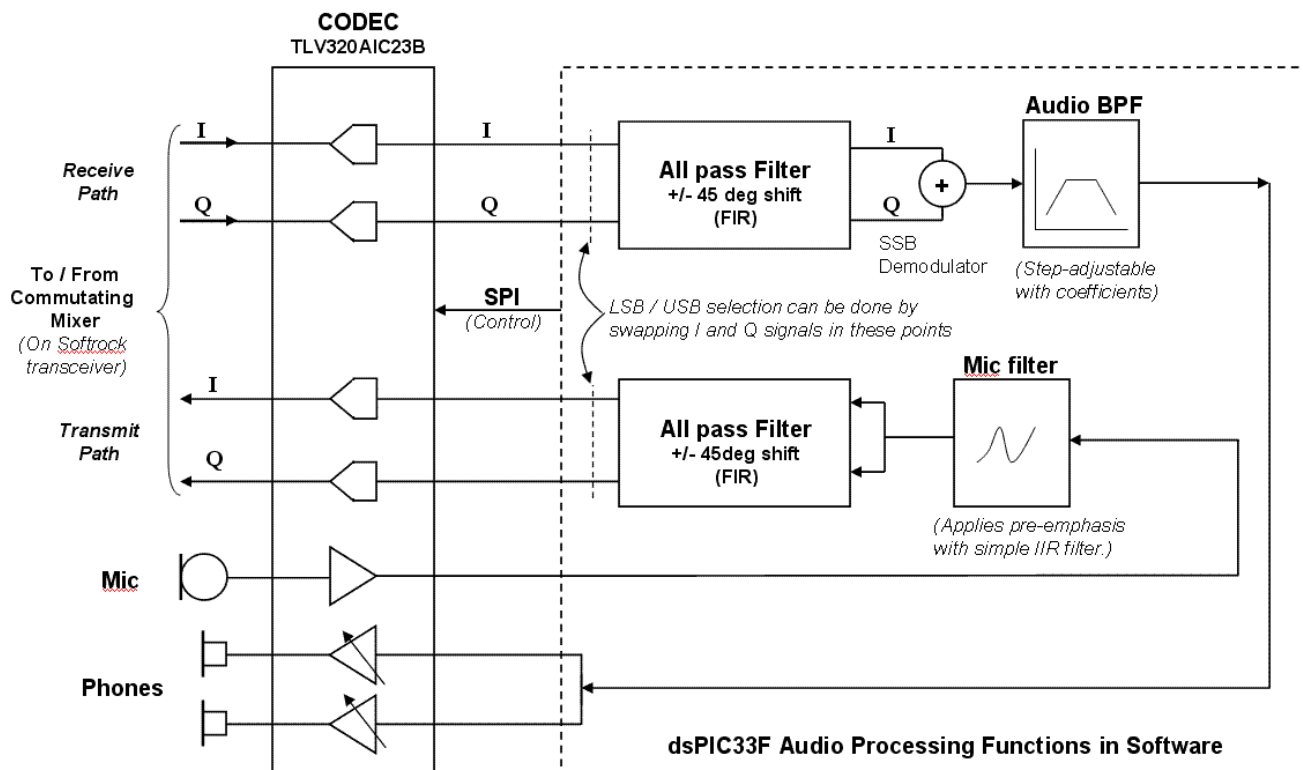 CODEC
TLV320AIC23B
Receive
Path
I
Q
I
Q
All pass Filter
+/- 45 deg shift
(FIR)
I
Q
+
SSB
Demodulator
Audio BPF
(Step-adjustable
with coefficients)
To / From
Commutating
Mixer
(On Softrock
transceiver)
SPI
(Control)
LSB / USB selection can be done by
swapping I and Q signals in these points
Transmit
Path
I
Q
All pass Filter
+/- 45deg shift
(FIR)
Mic filter
(Applies pre-emphasis
with simple IIR filter.)
Mic
Phones
dsPIC33F Audio Processing Functions in Software